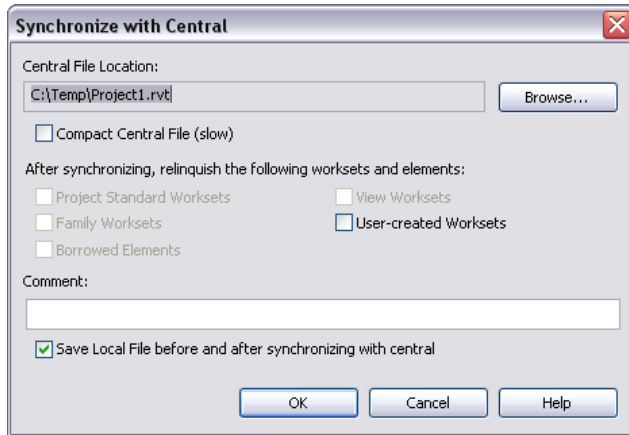 Synchronize with Central
Central File Location:
C:\Temp\Project1.rvt
Browse...
Compact Central File (slow)
After synchronizing, relinquish the following worksets and elements:
Project Standard Worksets
View Worksets
Family Worksets
User-created Worksets
Borrowed Elements
Comment:
Save Local File before and after synchronizing with central
OK
Cancel
Help